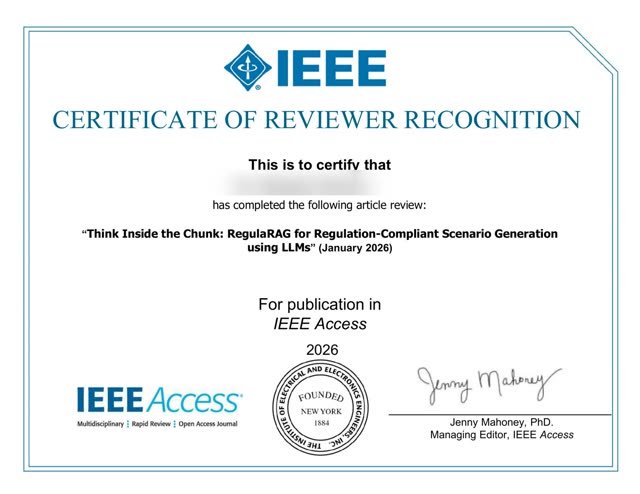 IEEE
CERTIFICATE OF REVIEWER RECOGNITION
This is to certify that
has completed the following article review:
"Think Inside the Chunk: RegulaRAG for Regulation-Compliant Scenario Generation
using LLMs" (January 2026)
For publication in
IEEE Access
2026
IEEE Access®
Multidisciplinary ¦ Rapid Review ¦ Open Access Journal
THE INSTITUTE OF ELECTRICAL AND ELECTRONICS ENGINEERS, INC.
FOUNDED
NEW YORK
1884
Jenny Mahoney
Jenny Mahoney, PhD.
Managing Editor, IEEE Access